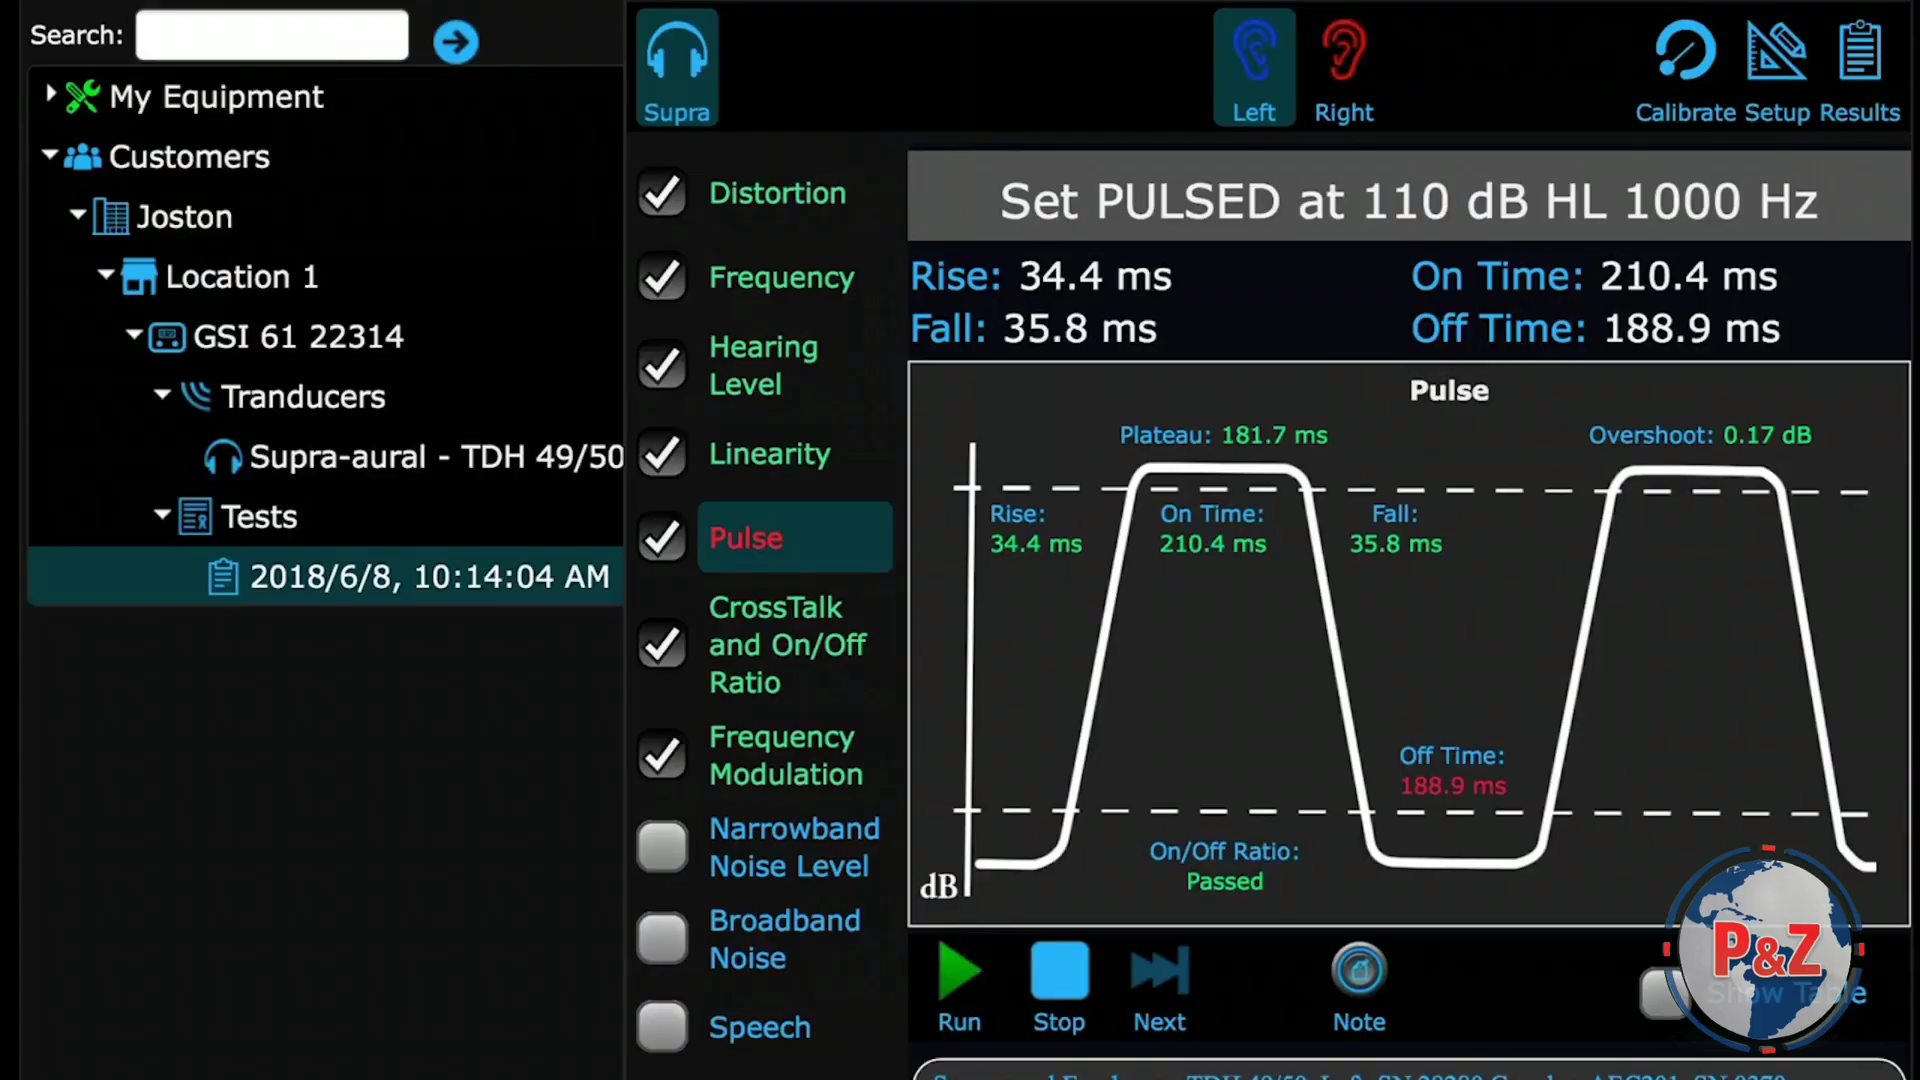 Search:
My Equipment
Customers
Joston
Location 1
GSI 61 22314
Tranducers
Supra-aural - TDH 49/50
Tests
2018/6/8, 10:14:04 AM
Supra
Left
Right
Calibrate
Setup
Results
Distortion
Frequency
Hearing
Level
Linearity
Pulse
CrossTalk
and On/Off
Ratio
Frequency
Modulation
Narrowband
Noise Level
Broadband
Noise
Speech
Set PULSED at 110 dB HL 1000 Hz
Rise: 34.4 ms
On Time: 210.4 ms
Fall: 35.8 ms
Off Time: 188.9 ms
Pulse
Plateau: 181.7 ms
Overshoot: 0.17 dB
Rise:
34.4 ms
On Time:
210.4 ms
Fall:
35.8 ms
Off Time:
188.9 ms
On/Off Ratio:
Passed
dB
Run
Stop
Next
Note
Show Table
P&Z